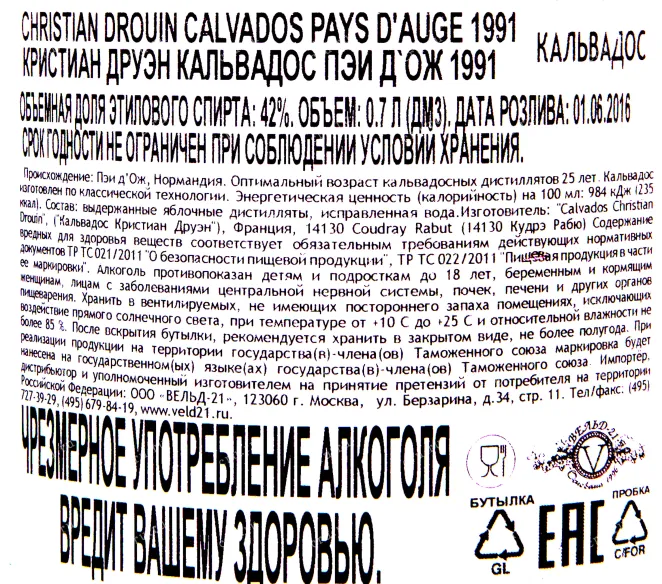 CHRISTIAN DROUIN CALVADOS PAYS D'AUGE 1991
КРИСТИАН ДРУЭН КАЛЬВАДОС ПЭИ Д`ОЖ 1991
КАЛЬВАДОС
ОБЪЕМНАЯ ДОЛЯ ЭТИЛОВОГО СПИРТА: 42%. ОБЪЕМ: 0.7 Л (ДМ3). ДАТА РОЗЛИВА: 01.06.2016
СРОК ГОДНОСТИ НЕ ОГРАНИЧЕН ПРИ СОБЛЮДЕНИИ УСЛОВИЙ ХРАНЕНИЯ.
Происхождение: Пэи д'Ож, Нормандия. Оптимальный возраст кальвадосных дистиллятов 25 лет. Кальвадос
изготовлен по классической технологии. Энергетическая ценность (калорийность) на 100 мл: 984 кДж (235
ккал). Состав: выдержанные яблочные дистилляты, исправленная вода.Изготовитель: "Calvados Christian
Drouin", ("Кальвадос Кристиан Друэн"), Франция, 14130 Coudray Rabut (14130 Кудрэ Рабю) Содержание
вредных для здоровья веществ соответствует обязательным требованиям действующих нормативных
документов ТР ТС 021/2011 "О безопасности пищевой продукции", ТР ТС 022/2011 "Пищевая продукция в части
ее маркировки". Алкоголь противопоказан детям и подросткам до 18 лет, беременным и кормящим
женщинам, лицам с заболеваниями центральной нервной системы, почек, печени и других органов
пищеварения. Хранить в вентилируемых, не имеющих постороннего запаха помещениях, исключающих
воздействие прямого солнечного света, при температуре от +10 С до +25 С и относительной влажности не
более 85 %. После вскрытия бутылки, рекомендуется хранить в закрытом виде, не более полугода. При
реализации продукции на территории государства(в)-члена(ов) Таможенного союза маркировка будет
нанесена на государственном(ых) языке(ах) государства(в)-члена(ов) Таможенного союза. Импортер,
дистрибьютор и уполномоченный изготовителем на принятие претензий от потребителя на территории
Российской Федерации: ООО «ВЕЛЬД-21», 123060 г. Москва, ул. Берзарина, д.34, стр. 11. Тел/факс: (495)
727-39-29, (495) 679-84-19, www.veld21.ru.
ЧРЕЗМЕРНОЕ УПОТРЕБЛЕНИЕ АЛКОГОЛЯ
ВРЕДИТ ВАШЕМУ ЗДОРОВЬЮ.
ВЕЛЬД-21
V
БУТЫЛКА
GL
EAC
ПРОБКА
C/FOR